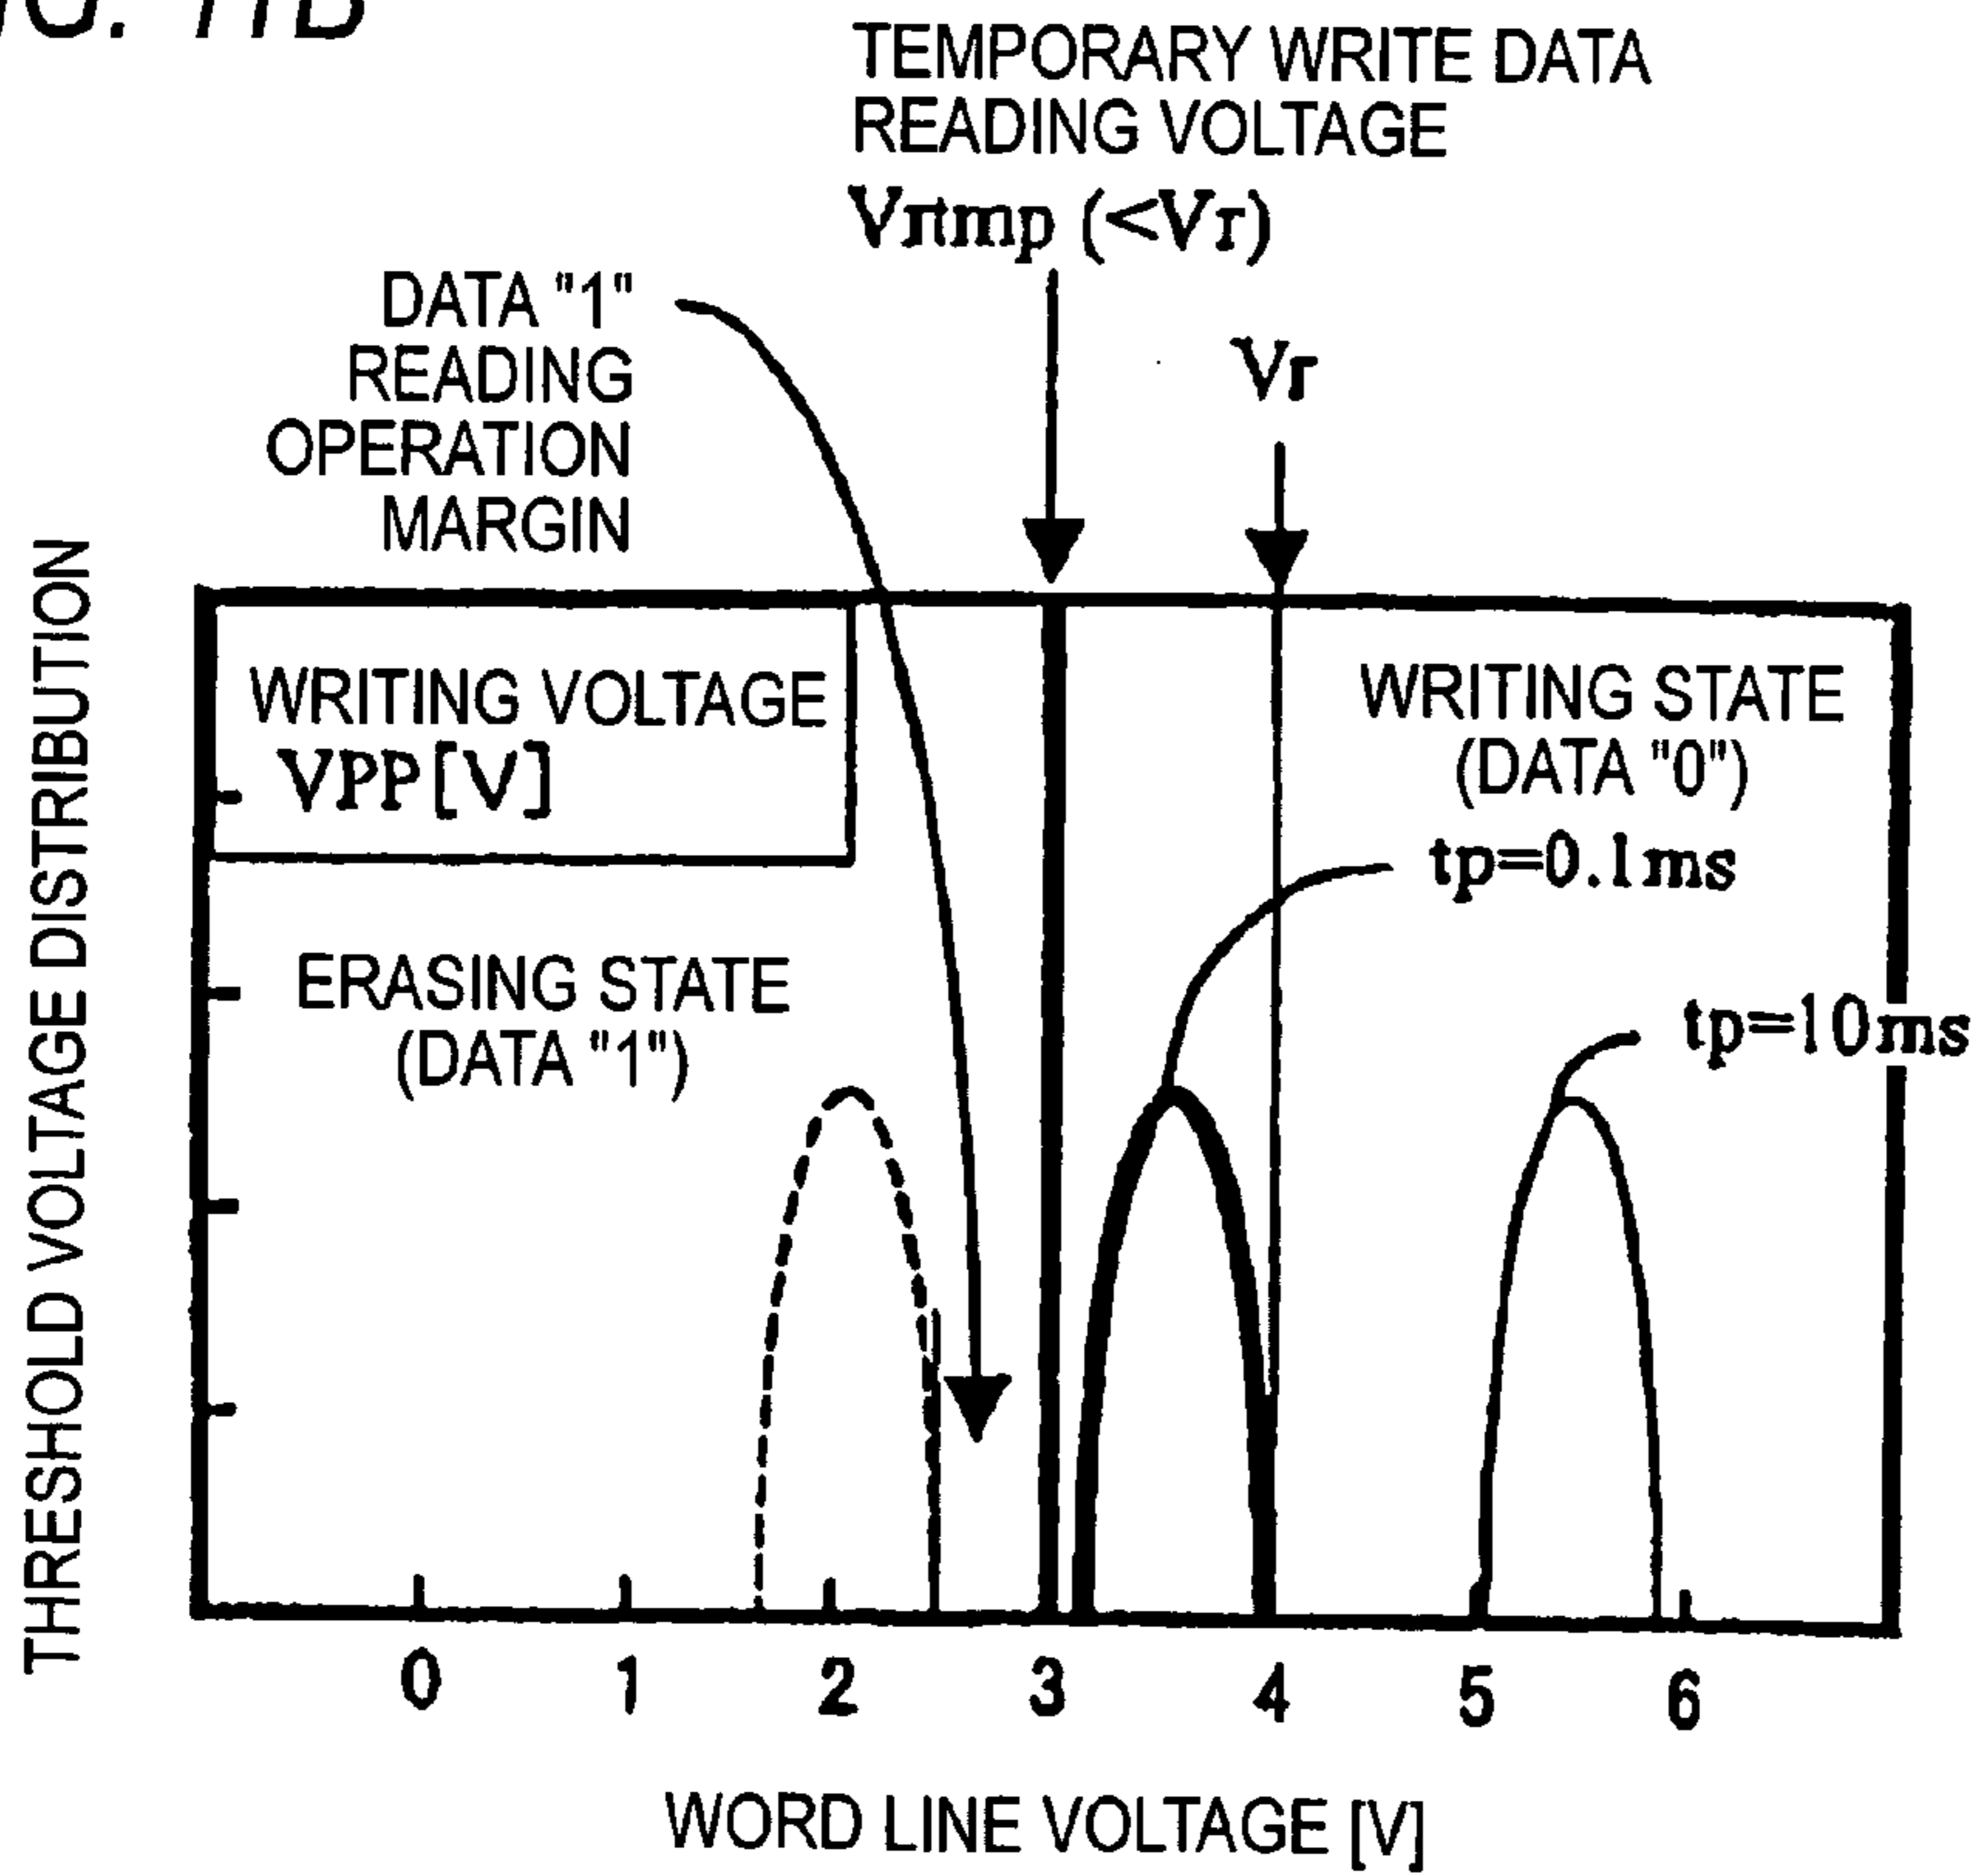 FIG. 11B
TEMPORARY WRITE DATA
READING VOLTAGE
Vrtmp (<Vr)
DATA "1"
READING
OPERATION
MARGIN
Vr
THRESHOLD VOLTAGE DISTRIBUTION
WRITING VOLTAGE
VPP[V]
WRITING STATE
(DATA "0")
tp=0.1ms
ERASING STATE
(DATA "1")
tp=10ms
0 1 2 3 4 5 6
WORD LINE VOLTAGE [V]